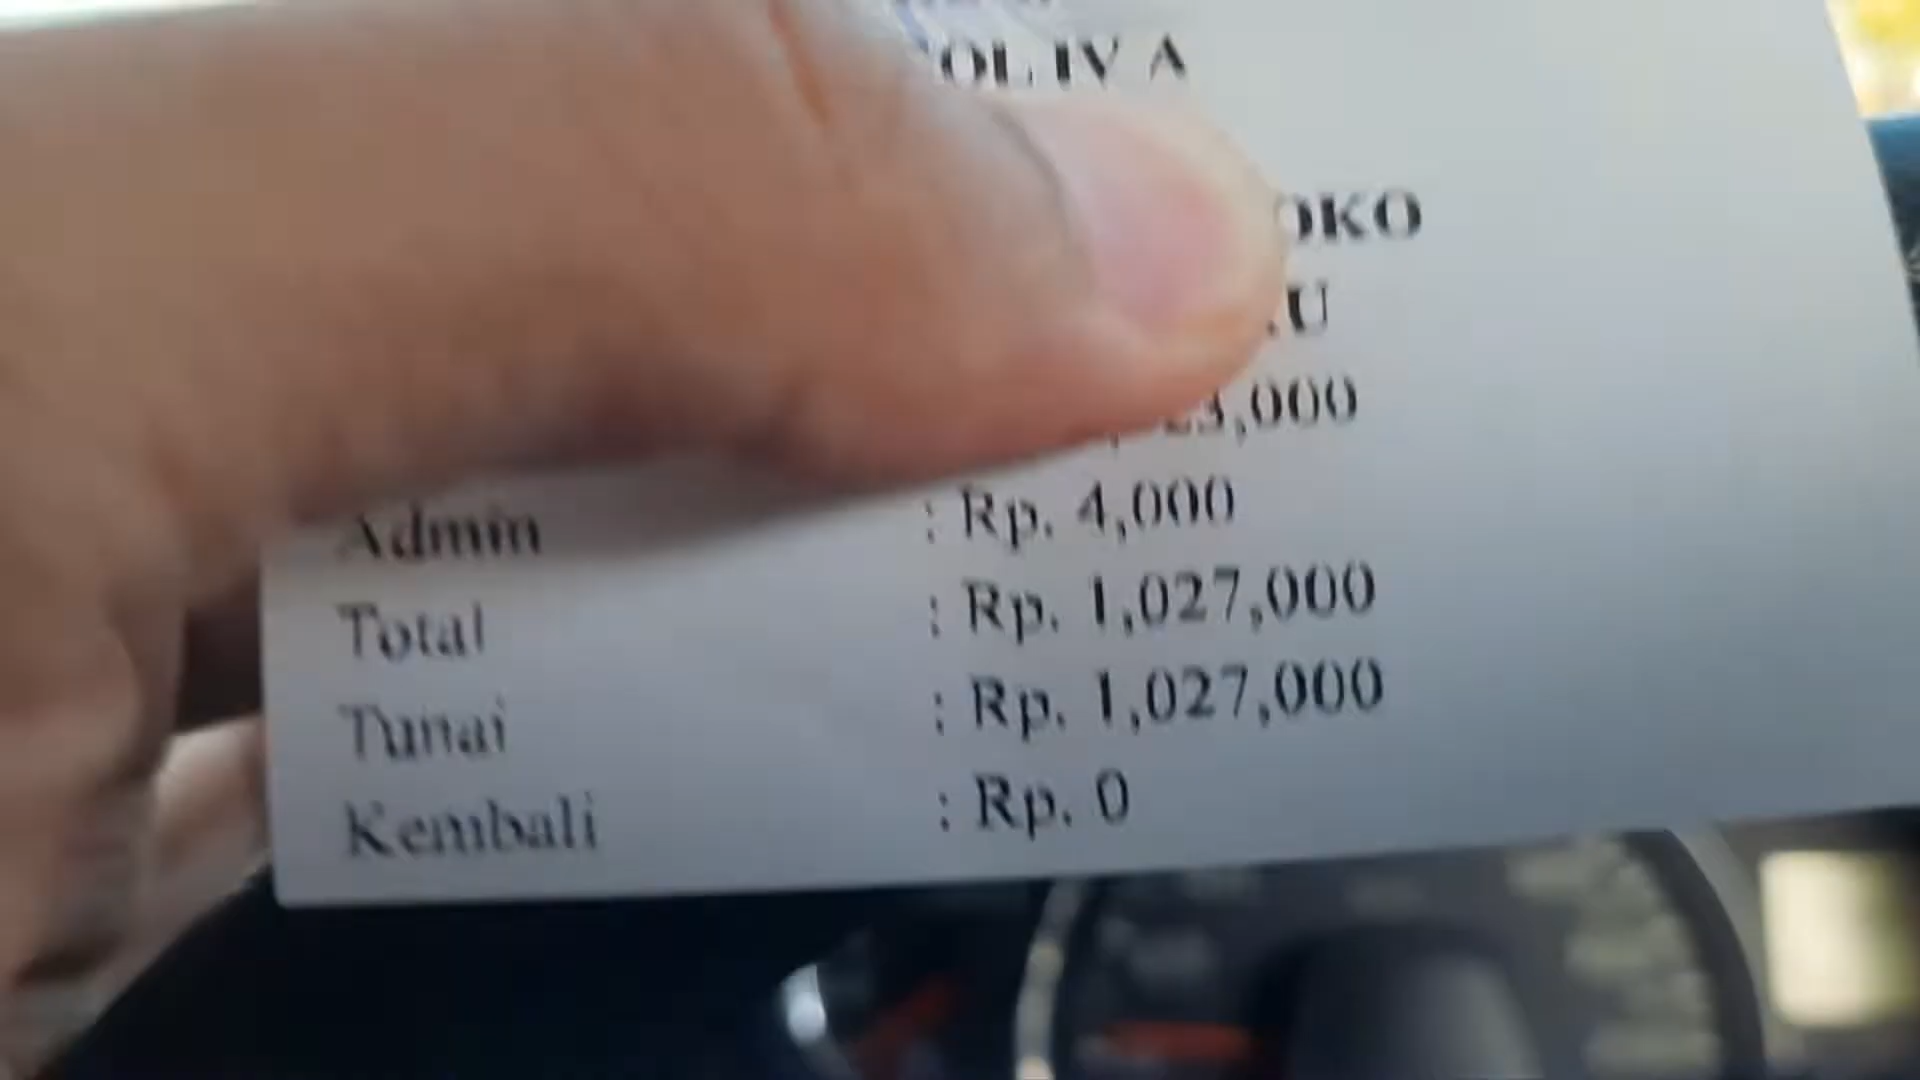 OLIV A
OKO
U
3,000
Admin : Rp. 4,000
Total : Rp. 1,027,000
Tunai : Rp. 1,027,000
Kembali : Rp. 0